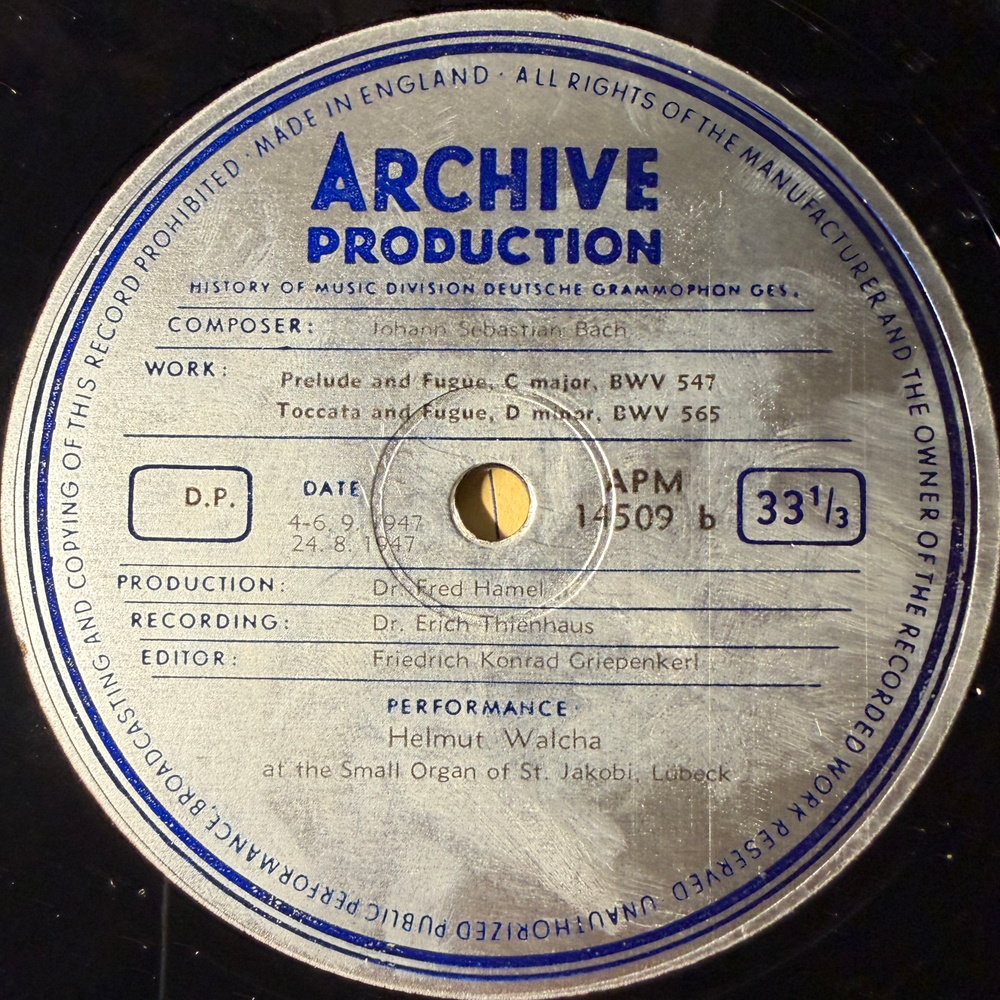 MADE IN ENGLAND · ALL RIGHTS OF THE MANUFACTURER AND THE OWNER OF THE RECORDED WORK RESERVED UNAUTHORIZED PUBLIC PERFORMANCE, BROADCASTING AND COPYING OF THIS RECORD PROHIBITED ·
ARCHIVE
PRODUCTION
HISTORY OF MUSIC DIVISION DEUTSCHE GRAMMOPHON GES.
COMPOSER: Johann Sebastian Bach
WORK: Prelude and Fugue, C major, BWV 547
Toccata and Fugue, D minor, BWV 565
D.P.
DATE
4-6. 9. 1947
24. 8. 1947
APM
14509 b
33 1/3
PRODUCTION: Dr. Fred Hamel
RECORDING: Dr. Erich Thienhaus
EDITOR: Friedrich Konrad Griepenkerl
PERFORMANCE
Helmut Walcha
at the Small Organ of St. Jakobi, Lübeck